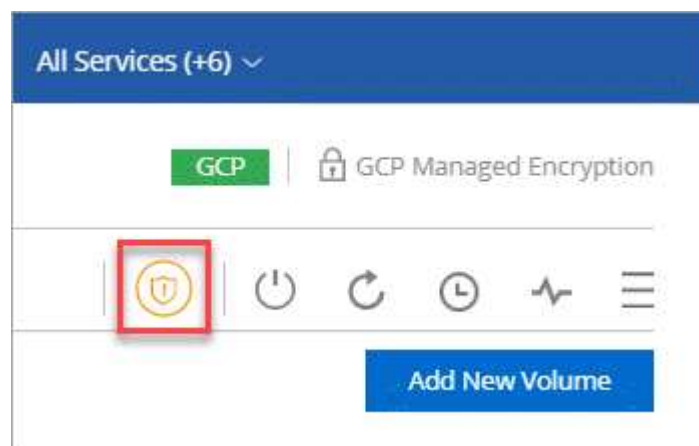 All Services (+6)
GCP
GCP Managed Encryption
Add New Volume